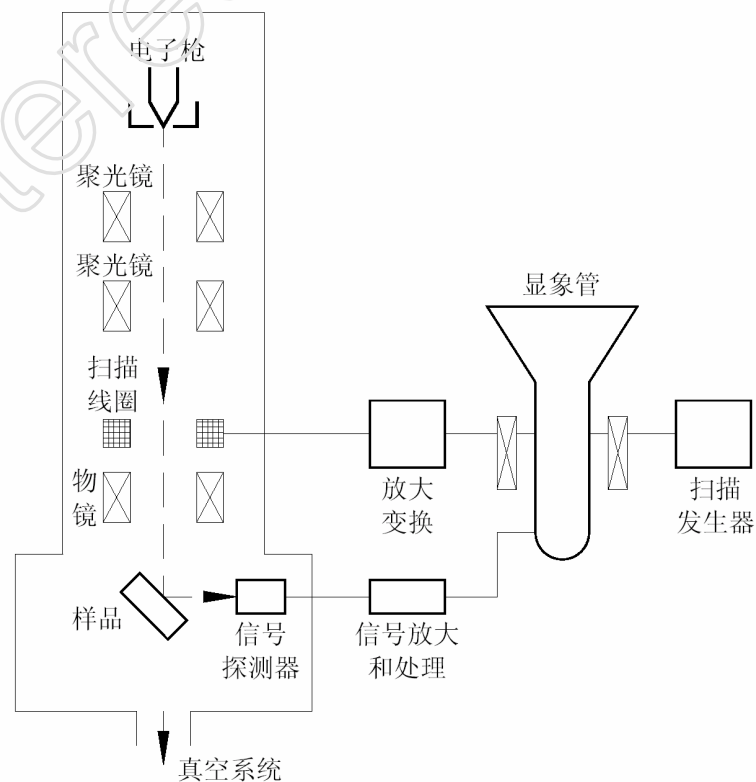 电子枪
聚光镜
聚光镜
显象管
扫描
线圈
物
镜
放大
变换
扫描
发生器
样品
信号
探测器
信号放大
和处理
真空系统